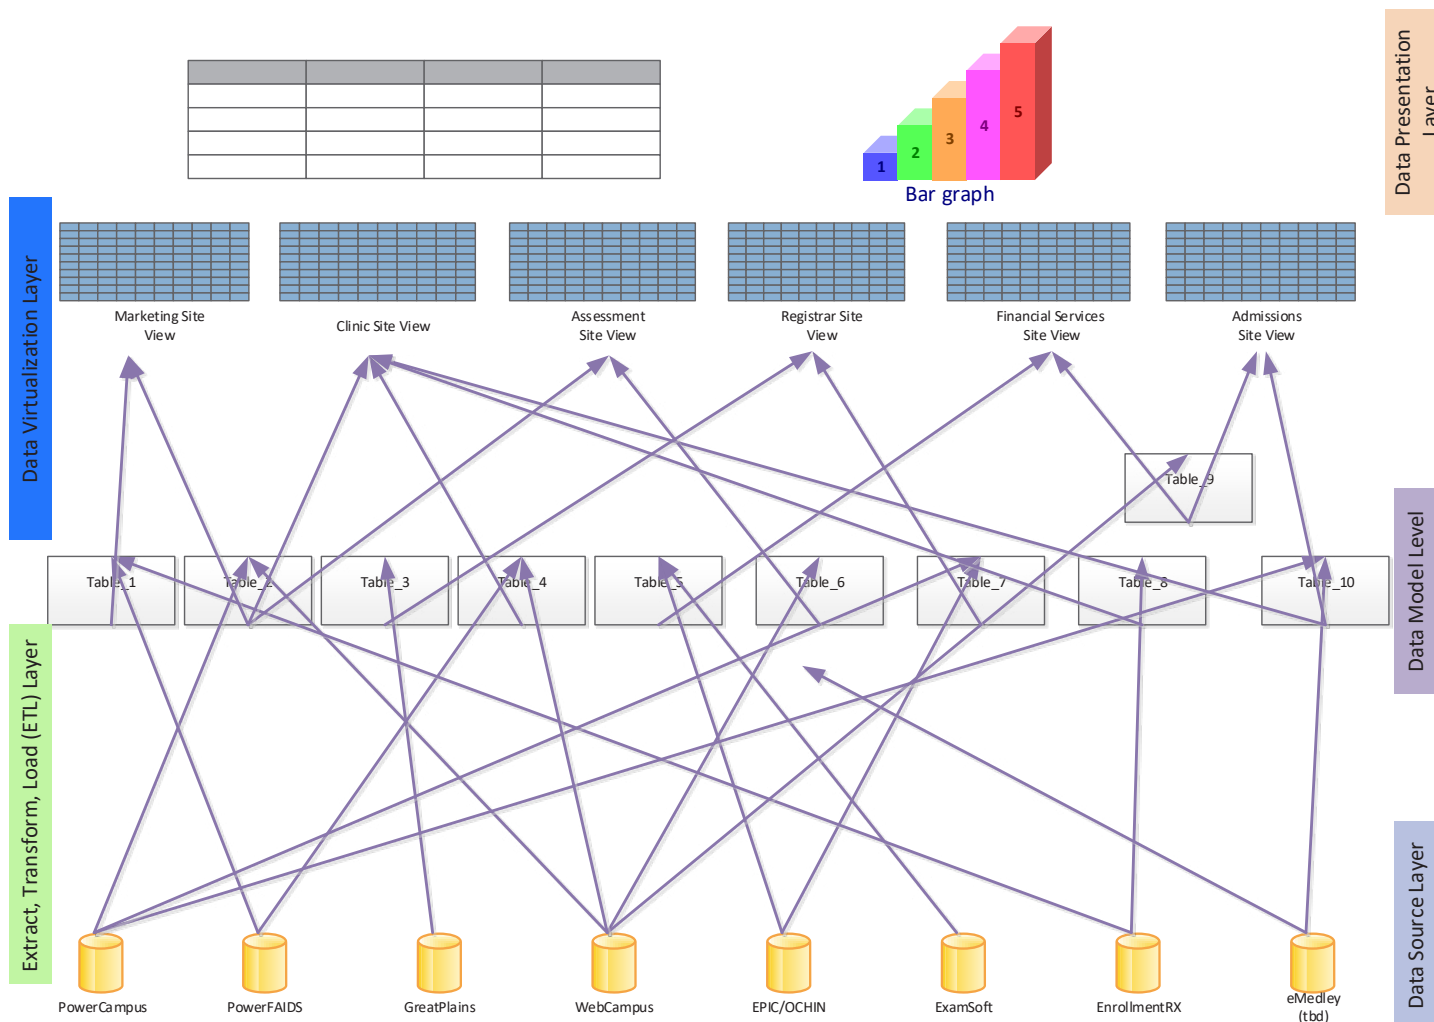 Data Presentation
Layer
1
2
3
4
5
Bar graph
Data Virtualization Layer
Marketing Site
View
Clinic Site View
Assessment
Site View
Registrar Site
View
Financial Services
Site View
Admissions
Site View
Table_9
Data Model Level
Table_1
Table_2
Table_3
Table_4
Table_5
Table_6
Table_7
Table_8
Table_10
Extract, Transform, Load (ETL) Layer
Data Source Layer
PowerCampus
PowerFAIDS
GreatPlains
WebCampus
EPIC/OCHIN
ExamSoft
EnrollmentRX
eMedley
(tbd)